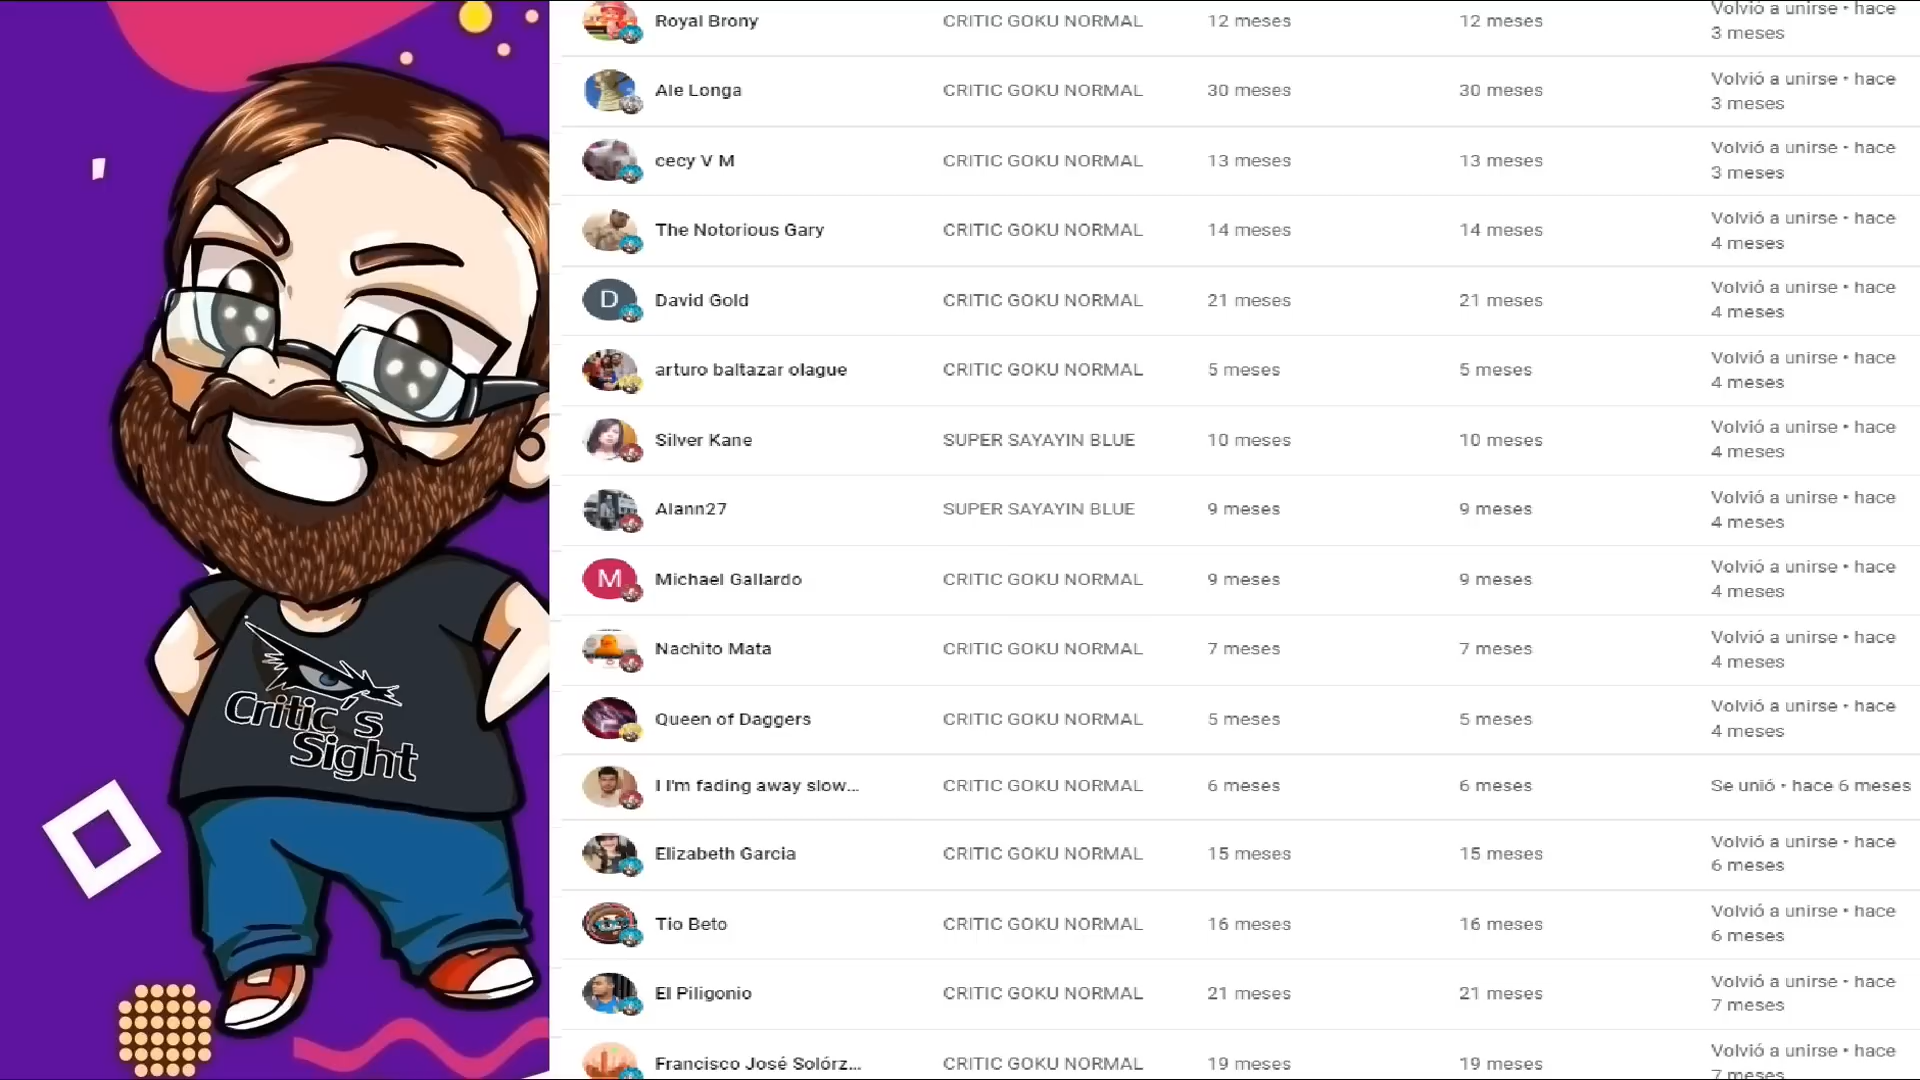 Royal Brony CRITIC GOKU NORMAL 12 meses 12 meses Volvió a unirse • hace
3 meses
Ale Longa CRITIC GOKU NORMAL 30 meses 30 meses Volvió a unirse • hace
3 meses
cecy V M CRITIC GOKU NORMAL 13 meses 13 meses Volvió a unirse • hace
3 meses
The Notorious Gary CRITIC GOKU NORMAL 14 meses 14 meses Volvió a unirse • hace
4 meses
D David Gold CRITIC GOKU NORMAL 21 meses 21 meses Volvió a unirse • hace
4 meses
arturo baltazar olague CRITIC GOKU NORMAL 5 meses 5 meses Volvió a unirse • hace
4 meses
Silver Kane SUPER SAYAYIN BLUE 10 meses 10 meses Volvió a unirse • hace
4 meses
Alann27 SUPER SAYAYIN BLUE 9 meses 9 meses Volvió a unirse • hace
4 meses
M Michael Gallardo CRITIC GOKU NORMAL 9 meses 9 meses Volvió a unirse • hace
4 meses
Nachito Mata CRITIC GOKU NORMAL 7 meses 7 meses Volvió a unirse • hace
4 meses
Queen of Daggers CRITIC GOKU NORMAL 5 meses 5 meses Volvió a unirse • hace
4 meses
I I'm fading away slow... CRITIC GOKU NORMAL 6 meses 6 meses Se unió • hace 6 meses
Elizabeth Garcia CRITIC GOKU NORMAL 15 meses 15 meses Volvió a unirse • hace
6 meses
Tio Beto CRITIC GOKU NORMAL 16 meses 16 meses Volvió a unirse • hace
6 meses
El Piligonio CRITIC GOKU NORMAL 21 meses 21 meses Volvió a unirse • hace
7 meses
Francisco José Solórz... CRITIC GOKU NORMAL 19 meses 19 meses Volvió a unirse • hace
7 meses
Critic´s
Sight